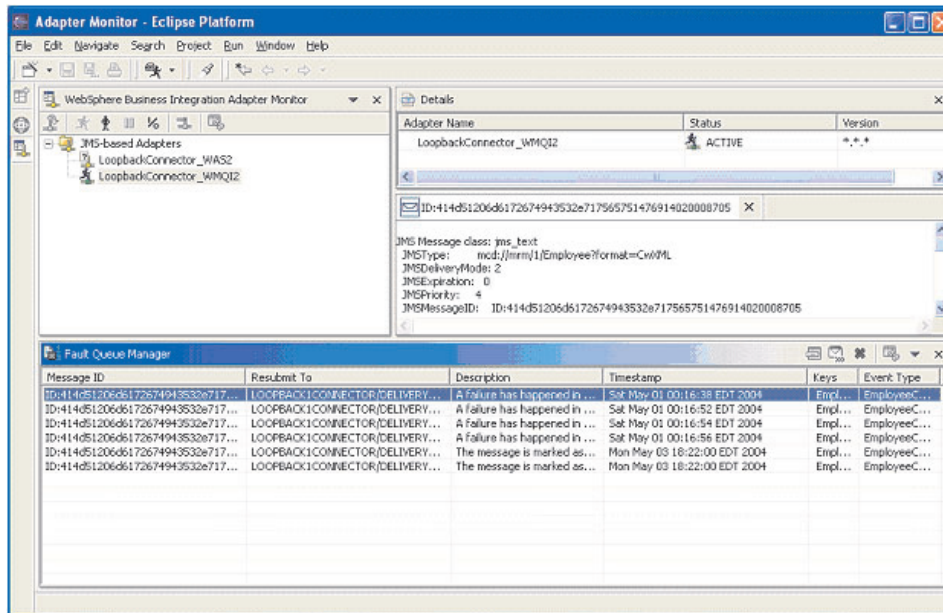 Adapter Monitor - Eclipse Platform
File Edit Navigate Search Project Run Window Help
WebSphere Business Integration Adapter Monitor
JMS-based Adapters
LoopbackConnector_WAS2
LoopbackConnector_WMQI2
Details
Adapter Name Status Version
LoopbackConnector_WMQI2 ACTIVE *.*.*
ID:414d51206d6172674943532e717565751476914020008705
JMS Message class: jms_text
JMSType: mcd://mrm/1/Employee?format=CwXML
JMSDeliveryMode: 2
JMSExpiration: 0
JMSPriority: 4
JMSMessageID: ID:414d51206d6172674943532e717565751476914020008705
Fault Queue Manager
Message ID Resubmit To Description Timestamp Keys Event Type
ID:414d51206d6172674943532e717... LOOPBACK1CONNECTOR/DELIVERY... A failure has happened in ... Sat May 01 00:16:38 EDT 2004 Empl... EmployeeC...
ID:414d51206d6172674943532e717... LOOPBACK1CONNECTOR/DELIVERY... A failure has happened in ... Sat May 01 00:16:52 EDT 2004 Empl... EmployeeC...
ID:414d51206d6172674943532e717... LOOPBACK1CONNECTOR/DELIVERY... A failure has happened in ... Sat May 01 00:16:54 EDT 2004 Empl... EmployeeC...
ID:414d51206d6172674943532e717... LOOPBACK1CONNECTOR/DELIVERY... A failure has happened in ... Sat May 01 00:16:56 EDT 2004 Empl... EmployeeC...
ID:414d51206d6172674943532e717... LOOPBACK1CONNECTOR/DELIVERY... The message is marked as... Mon May 03 18:22:00 EDT 2004 Empl... EmployeeC...
ID:414d51206d6172674943532e717... LOOPBACK1CONNECTOR/DELIVERY... The message is marked as... Mon May 03 18:22:00 EDT 2004 Empl... EmployeeC...